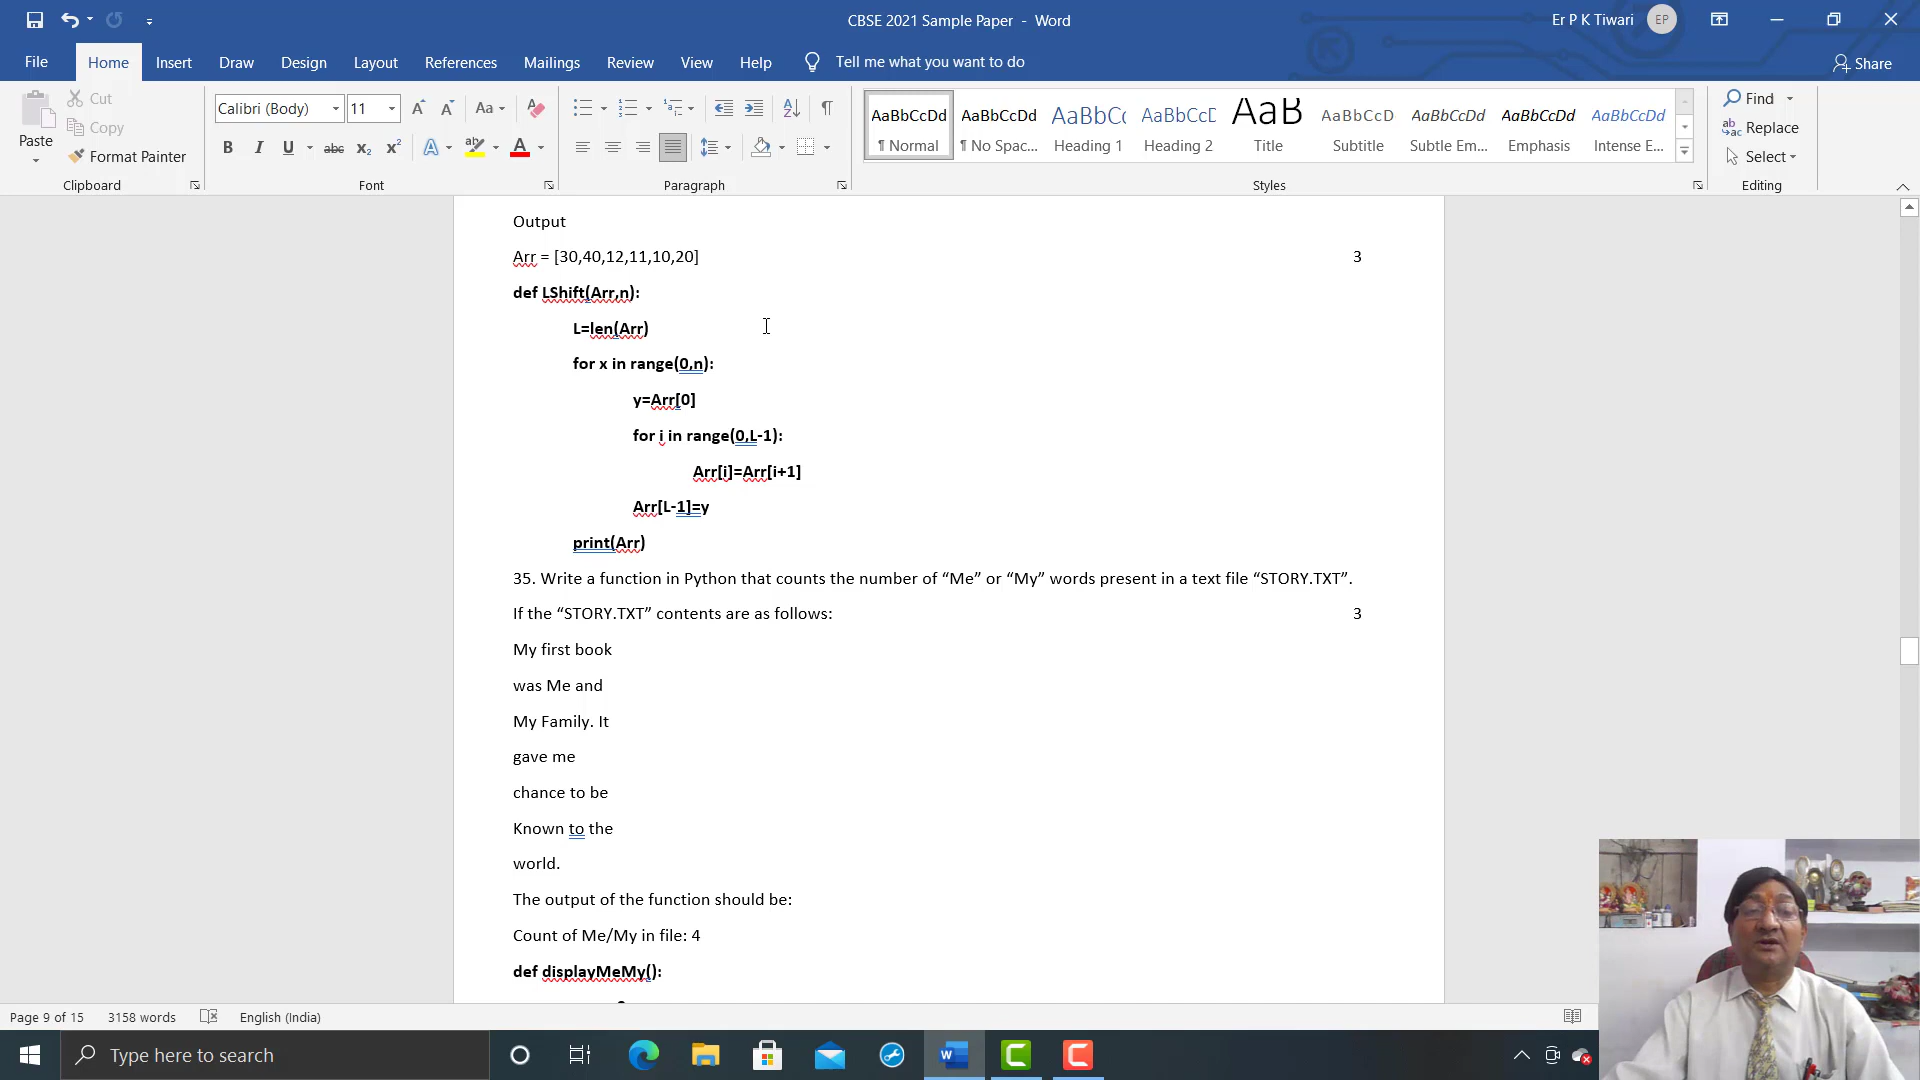 CBSE 2021 Sample Paper - Word
Er P K Tiwari EP
File Home Insert Draw Design Layout References Mailings Review View Help Tell me what you want to do Share
Paste Cut Copy Format Painter
Clipboard
Calibri (Body) 11 Aa
B I U abc x₂ x² A A
Font
Paragraph
AaBbCcDd AaBbCcDd AaBbCc AaBbCcD AaB AaBbCcD AaBbCcDd AaBbCcDd AaBbCcDd
¶ Normal ¶ No Spac... Heading 1 Heading 2 Title Subtitle Subtle Em... Emphasis Intense E...
Styles
Find
Replace
Select
Editing
Output
Arr = [30,40,12,11,10,20] 3
def LShift(Arr,n):
L=len(Arr)
for x in range(0,n):
y=Arr[0]
for i in range(0,L-1):
Arr[i]=Arr[i+1]
Arr[L-1]=y
print(Arr)
35. Write a function in Python that counts the number of “Me” or “My” words present in a text file “STORY.TXT”.
If the “STORY.TXT” contents are as follows: 3
My first book
was Me and
My Family. It
gave me
chance to be
Known to the
world.
The output of the function should be:
Count of Me/My in file: 4
def displayMeMy():
Page 9 of 15 3158 words English (India)
Type here to search